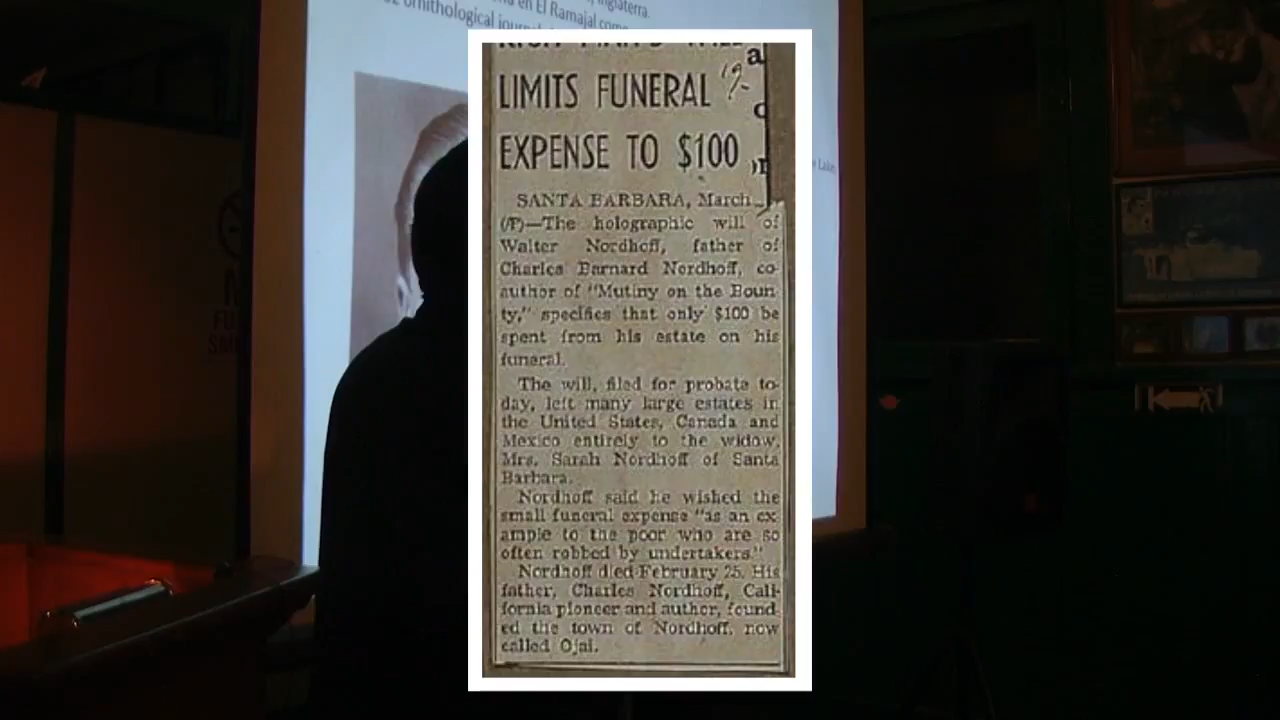 Inglaterra.
en El Ramajal como
ornithological journal
RICH MAN'S WILL
LIMITS FUNERAL
EXPENSE TO $100
SANTA BARBARA, March
(AP)—The holographic will of
Walter Nordhoff, father of
Charles Barnard Nordhoff, co-
author of "Mutiny on the Boun-
ty," specifies that only $100 be
spent from his estate on his
funeral.
The will, filed for probate to-
day, left many large estates in
the United States, Canada and
Mexico entirely to the widow,
Mrs. Sarah Nordhoff of Santa
Barbara.
Nordhoff said he wished the
small funeral expense "as an ex
ample to the poor who are so
often robbed by undertakers."
Nordhoff died February 25. His
father, Charles Nordhoff, Cali-
fornia pioneer and author, found-
ed the town of Nordhoff, now
called Ojai.